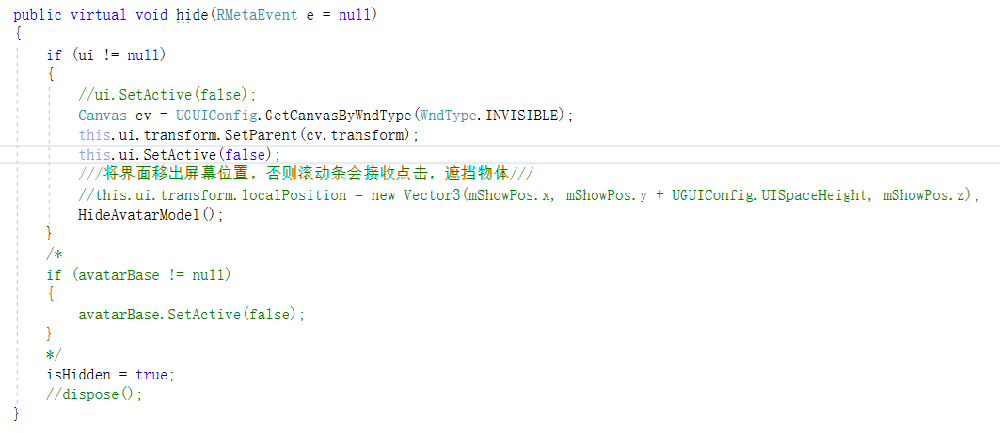 public virtual void hide(RMetaEvent e = null)
{
    if (ui != null)
    {
        //ui.SetActive(false);
        Canvas cv = UGUIConfig.GetCanvasByWndType(WndType.INVISIBLE);
        this.ui.transform.SetParent(cv.transform);
        this.ui.SetActive(false);
        ///将界面移出屏幕位置，否则滚动条会接收点击，遮挡物体///
        //this.ui.transform.localPosition = new Vector3(mShowPos.x, mShowPos.y + UGUIConfig.UISpaceHeight, mShowPos.z);
        HideAvatarModel();
    }
    /*
    if (avatarBase != null)
    {
        avatarBase.SetActive(false);
    }
    */
    isHidden = true;
    //dispose();
}